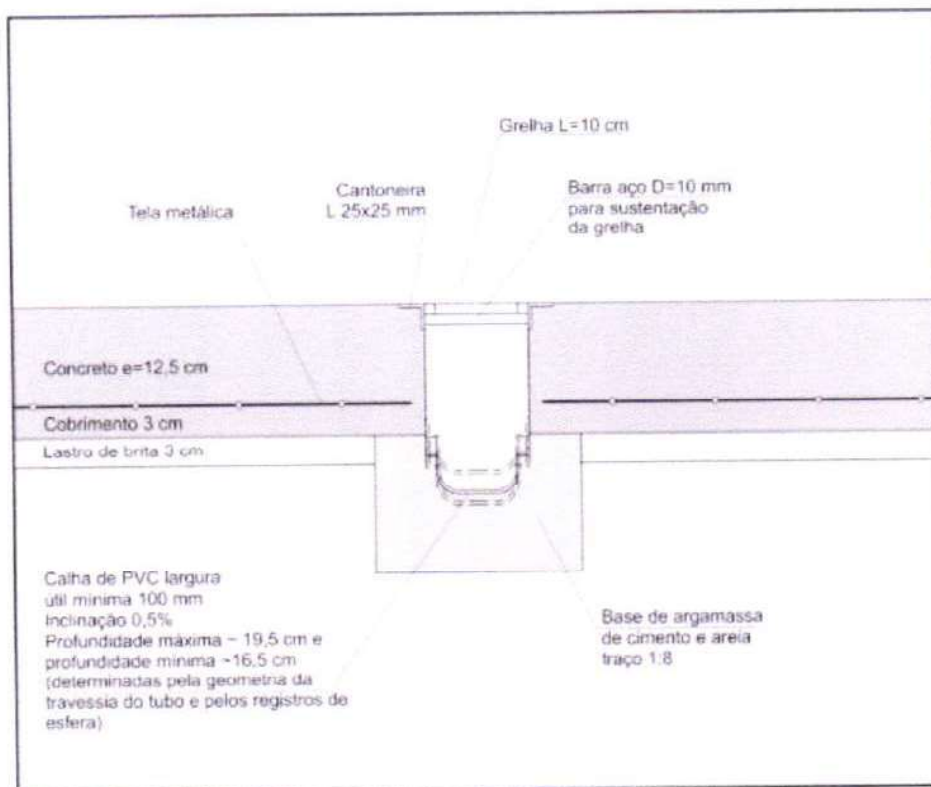 Grelha L=10 cm
Cantoneira
L 25x25 mm
Barra aço D=10 mm
para sustentação
da grelha
Tela metálica
Concreto e=12,5 cm
Cobrimento 3 cm
Lastro de brita 3 cm
Calha de PVC largura
útil mínima 100 mm
Inclinação 0,5%
Profundidade máxima ~ 19,5 cm e
profundidade mínima ~16,5 cm
(determinadas pela geometria da
travessia do tubo e pelos registros de
esfera)
Base de argamassa
de cimento e areia
traço 1:8